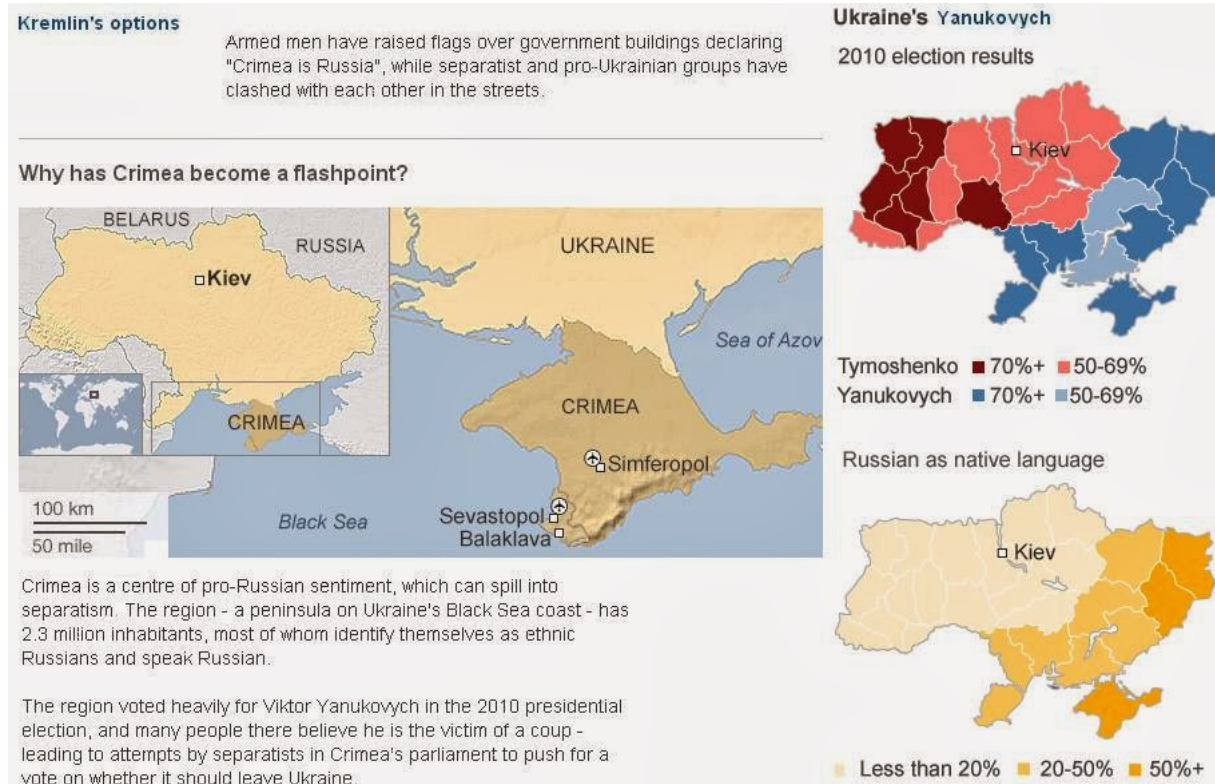 Kremlin's options
Armed men have raised flags over government buildings declaring
"Crimea is Russia", while separatist and pro-Ukrainian groups have
clashed with each other in the streets.
Why has Crimea become a flashpoint?
BELARUS
RUSSIA
Kiev
CRIMEA
100 km
50 mile
UKRAINE
Sea of Azov
CRIMEA
Simferopol
Sevastopol
Balaklava
Black Sea
Crimea is a centre of pro-Russian sentiment, which can spill into
separatism. The region - a peninsula on Ukraine's Black Sea coast - has
2.3 million inhabitants, most of whom identify themselves as ethnic
Russians and speak Russian.
The region voted heavily for Viktor Yanukovych in the 2010 presidential
election, and many people there believe he is the victim of a coup -
leading to attempts by separatists in Crimea's parliament to push for a
vote on whether it should leave Ukraine.
Ukraine's Yanukovych
2010 election results
Kiev
Tymoshenko 70%+ 50-69%
Yanukovych 70%+ 50-69%
Russian as native language
Kiev
Less than 20% 20-50% 50%+